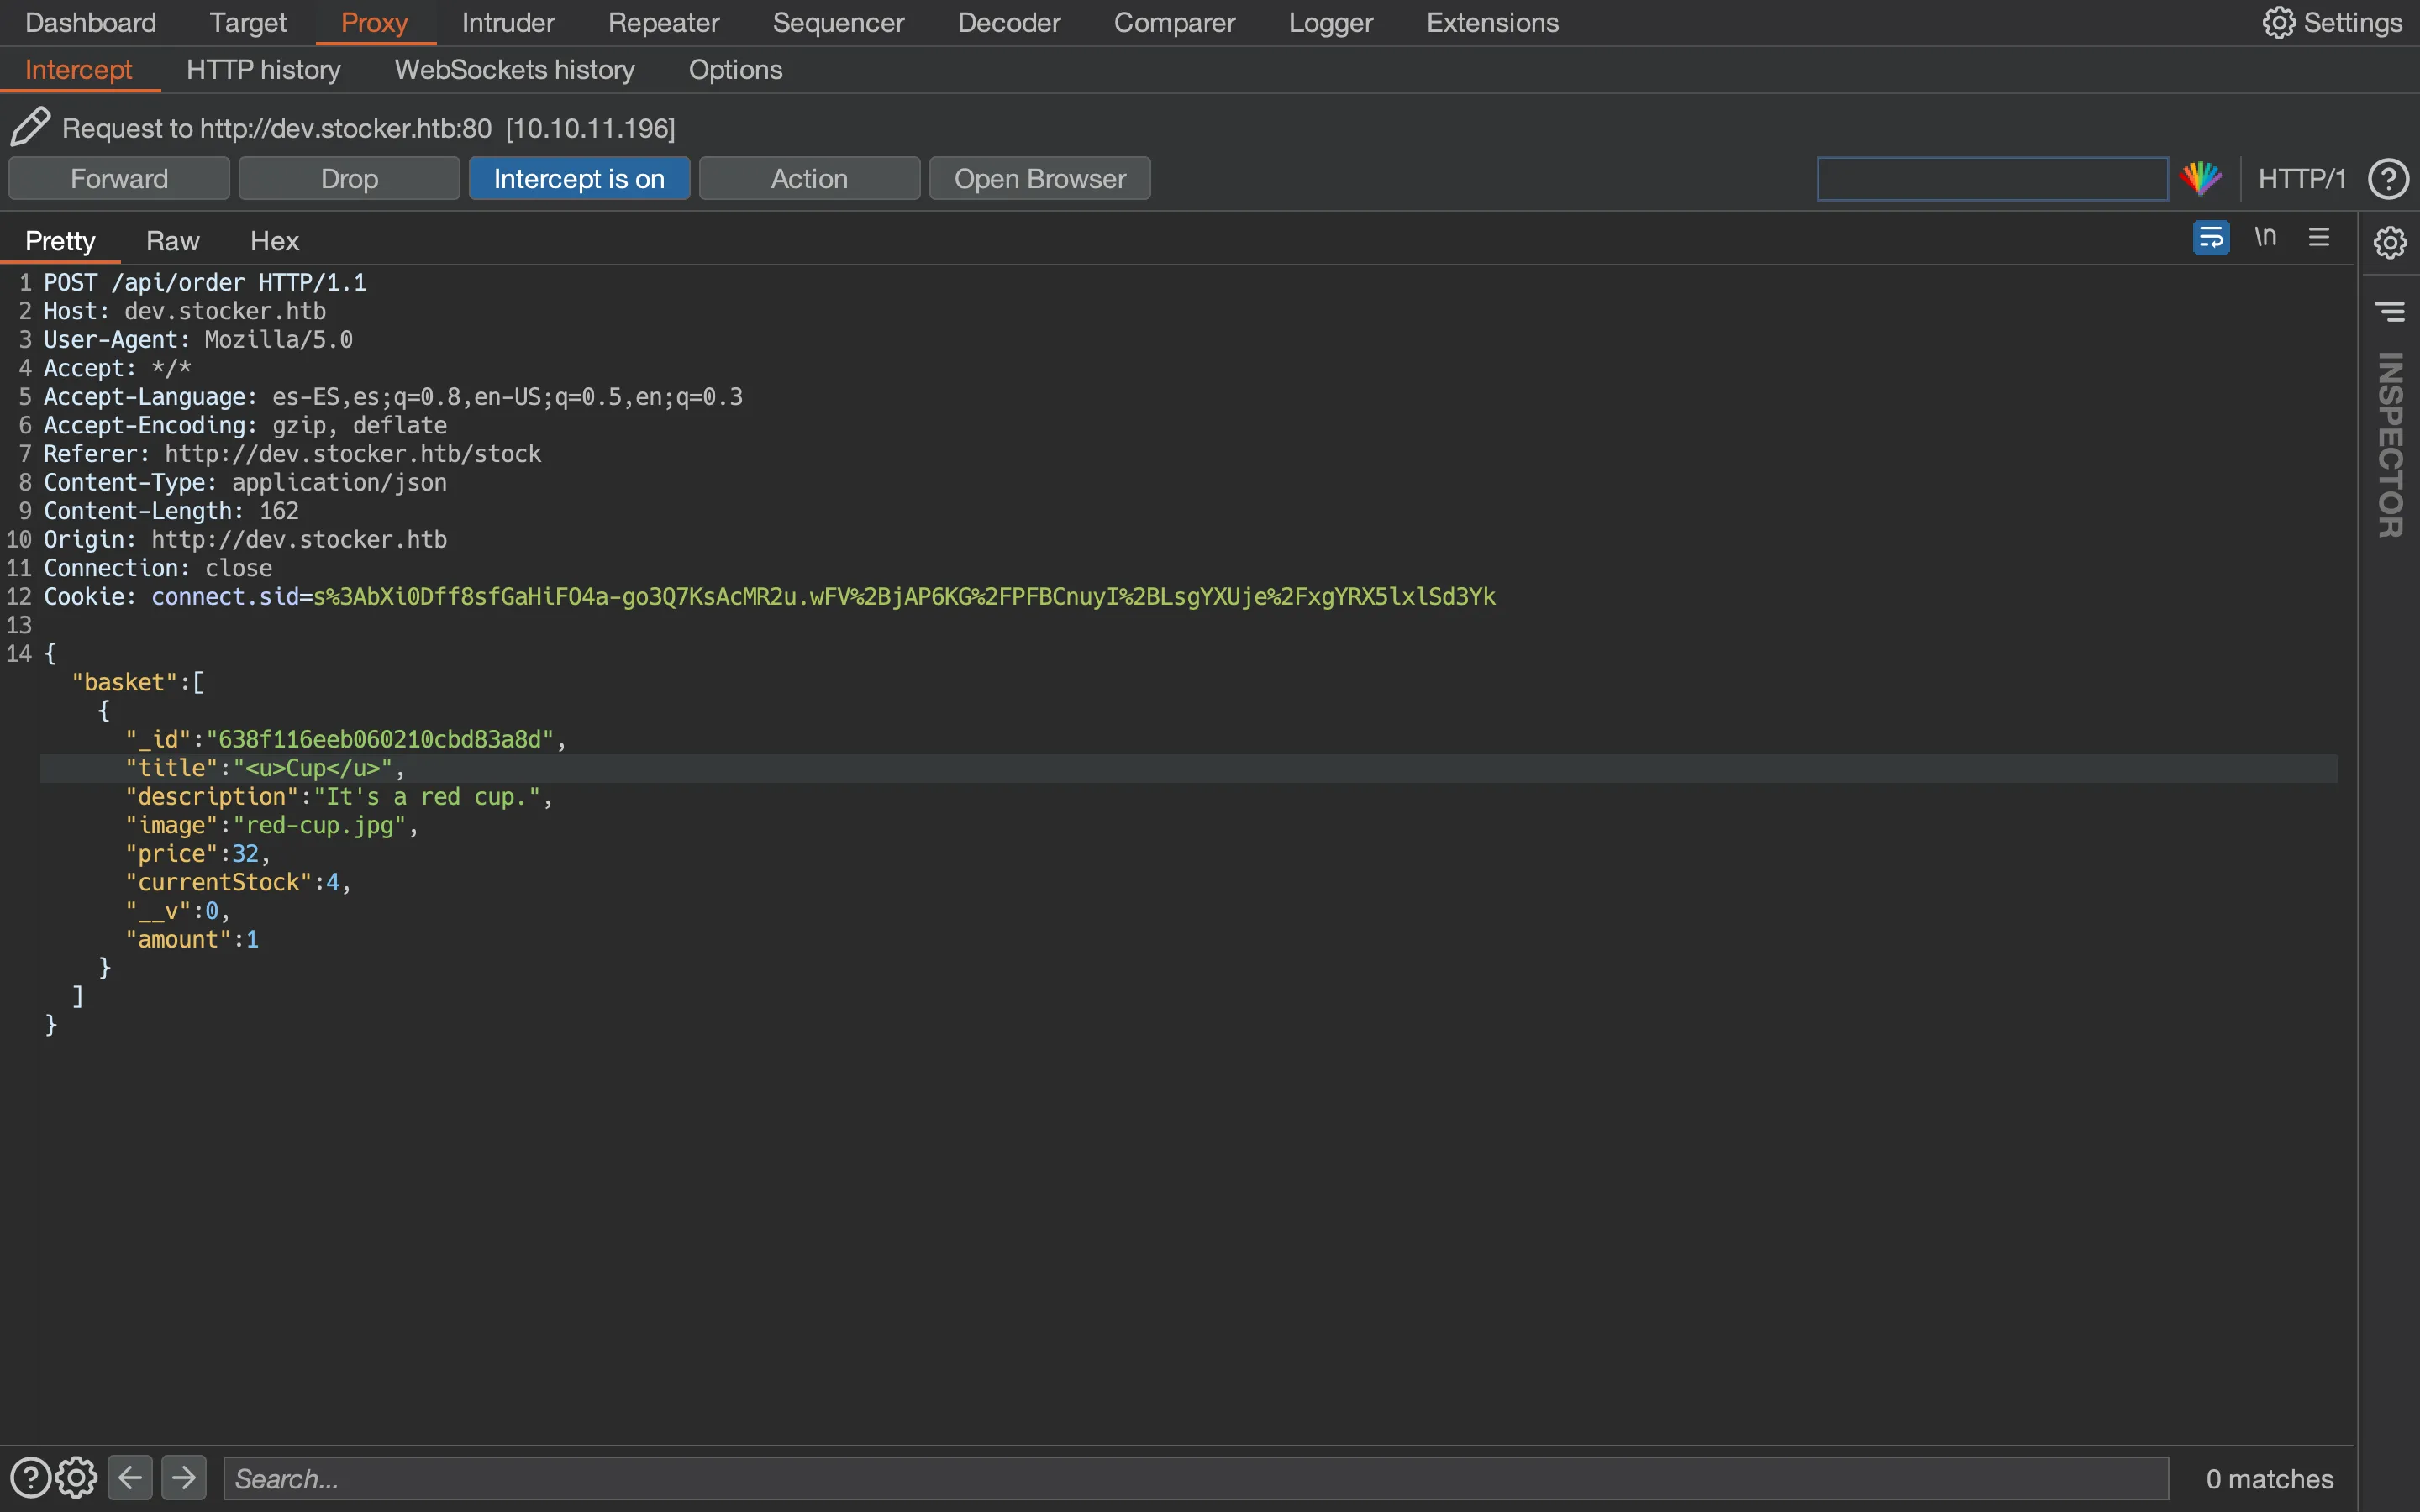 Dashboard Target Proxy Intruder Repeater Sequencer Decoder Comparer Logger Extensions Settings
Intercept HTTP history WebSockets history Options
Request to http://dev.stocker.htb:80 [10.10.11.196]
Forward Drop Intercept is on Action Open Browser HTTP/1 ?
Pretty Raw Hex \n
INSPECTOR
1 POST /api/order HTTP/1.1
2 Host: dev.stocker.htb
3 User-Agent: Mozilla/5.0
4 Accept: */*
5 Accept-Language: es-ES,es;q=0.8,en-US;q=0.5,en;q=0.3
6 Accept-Encoding: gzip, deflate
7 Referer: http://dev.stocker.htb/stock
8 Content-Type: application/json
9 Content-Length: 162
10 Origin: http://dev.stocker.htb
11 Connection: close
12 Cookie: connect.sid=s%3AbXi0Dff8sfGaHiFO4a-go3Q7KsAcMR2u.wFV%2BjAP6KG%2FPFBCnuyI%2BLsgYXUje%2FxgYRX5lxlSd3Yk
13
14 {
"basket":[
{
"_id":"638f116eeb060210cbd83a8d",
"title":"<u>Cup</u>",
"description":"It's a red cup.",
"image":"red-cup.jpg",
"price":32,
"currentStock":4,
"__v":0,
"amount":1
}
]
}
? Search... 0 matches